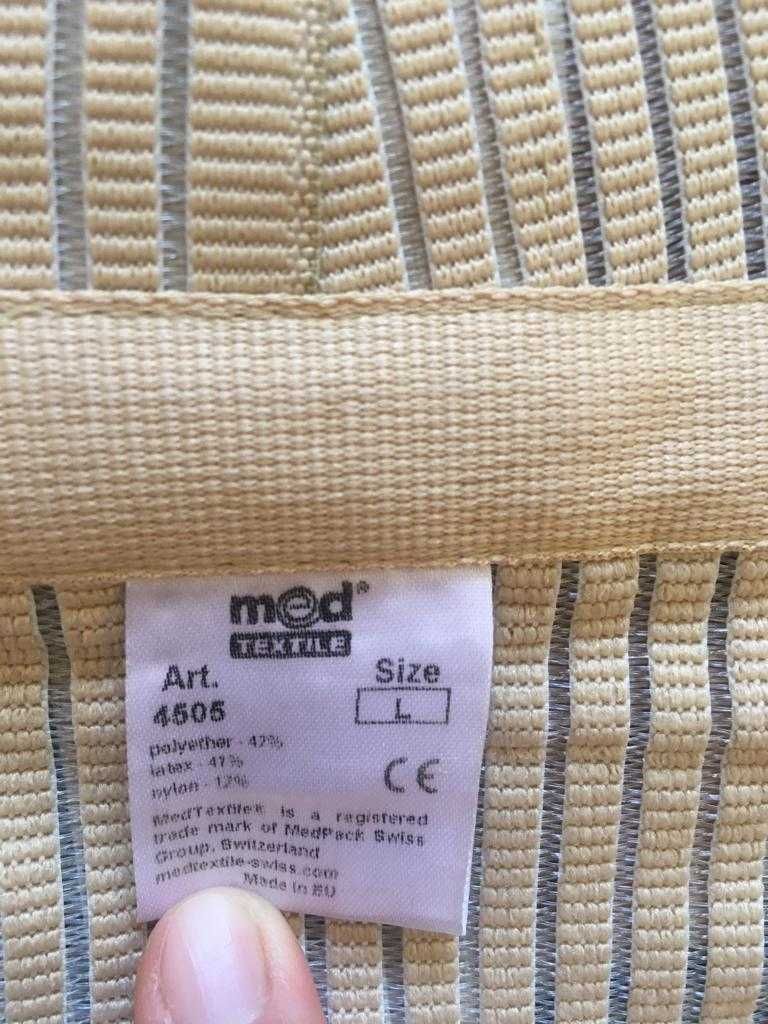 med®
TEXTILE
Art.
Size
4505
L
polyether - 47%
latex - 41%
nylon - 12%
CE
MedTextile® is a registered
trade mark of MedPack Swiss
Group, Switzerland
medtextile-swiss.com
Made in EU